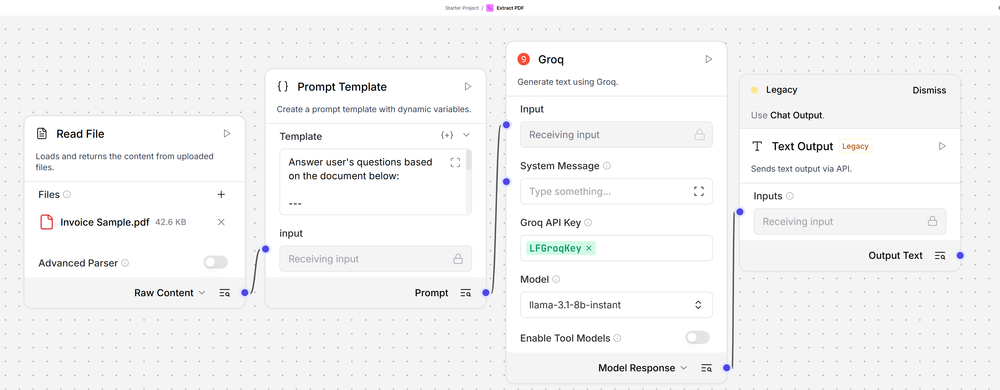 Starter Project / Extract PDF
Read File
Loads and returns the content from uploaded
files.
Files
Invoice Sample.pdf 42.6 KB
Advanced Parser
Raw Content
Prompt Template
Create a prompt template with dynamic variables.
Template
{+}
Answer user's questions based
on the document below:
---
input
Receiving input
Prompt
Groq
Generate text using Groq.
Input
Receiving input
System Message
Type something...
Groq API Key
LFGroqKey
Model
llama-3.1-8b-instant
Enable Tool Models
Model Response
Legacy Dismiss
Use Chat Output.
Text Output Legacy
Sends text output via API.
Inputs
Receiving input
Output Text